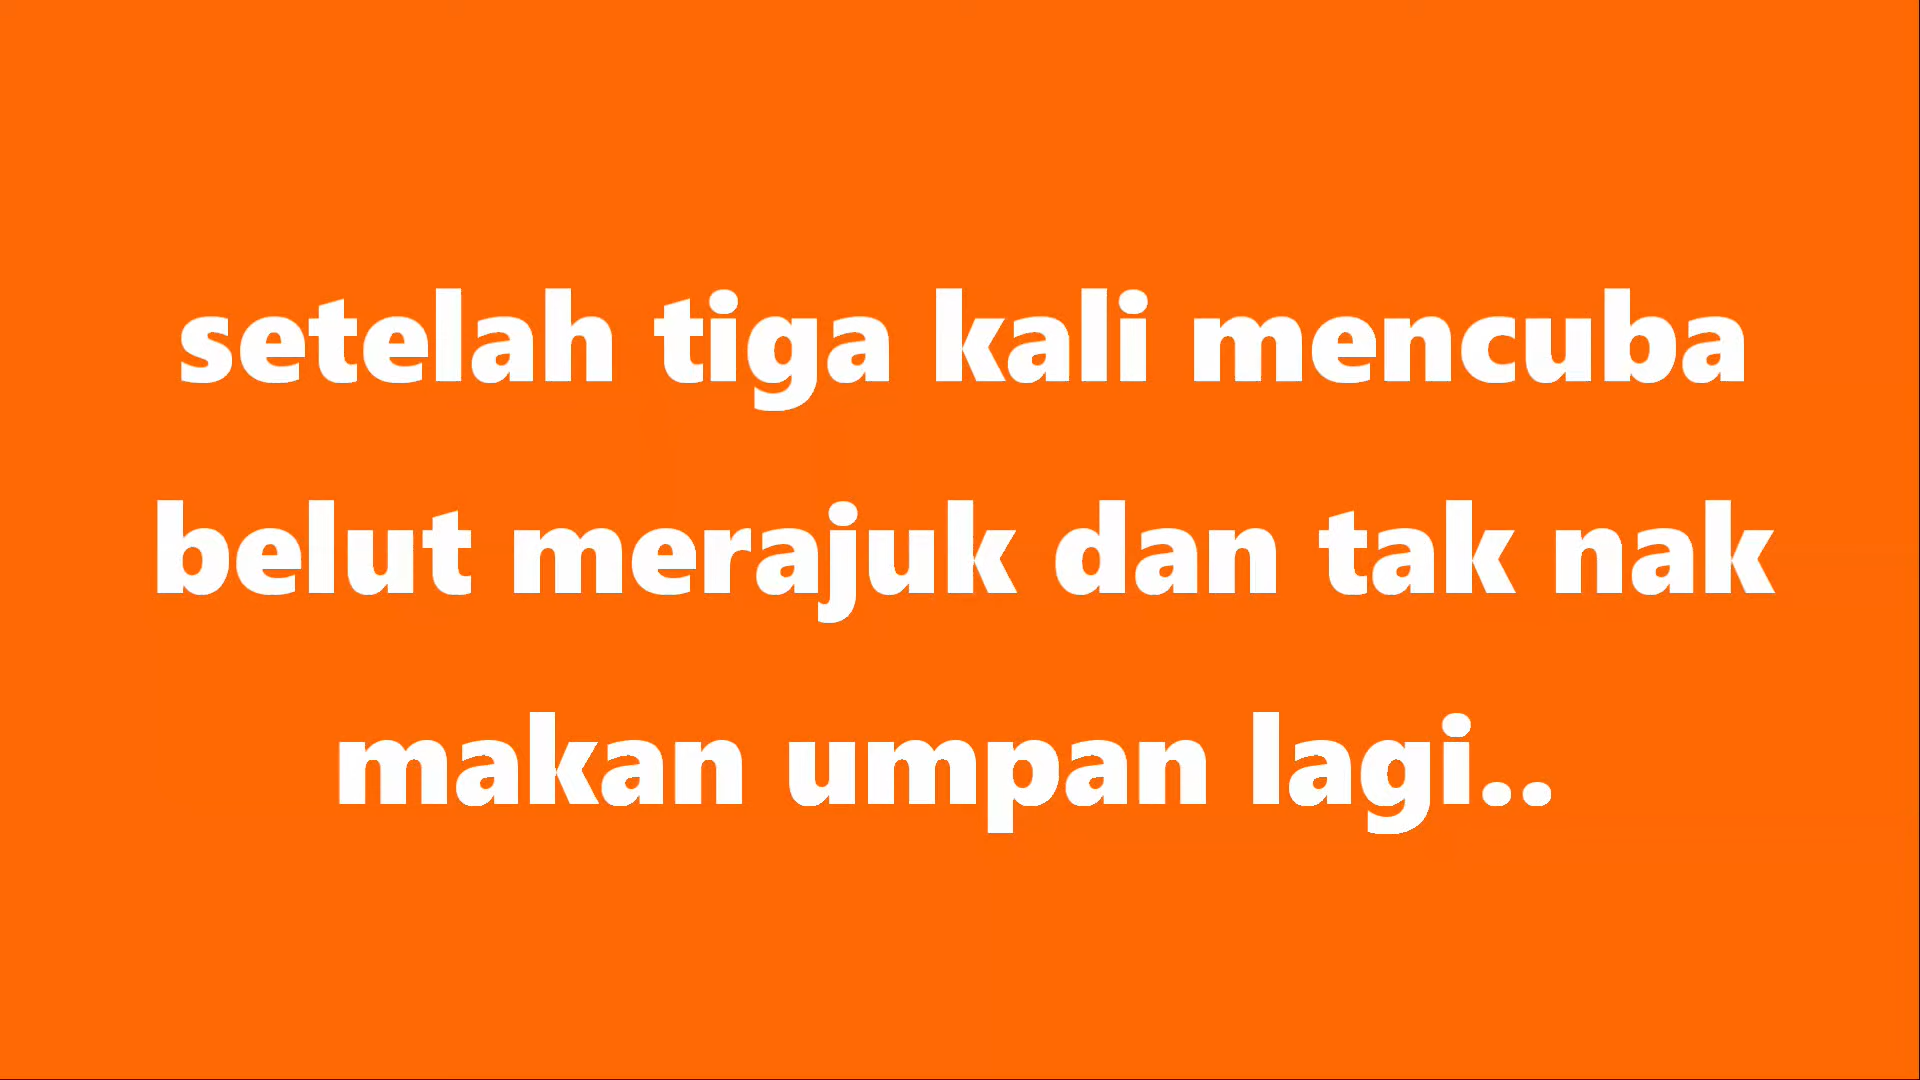 setelah tiga kali mencuba
belut merajuk dan tak nak
makan umpan lagi..